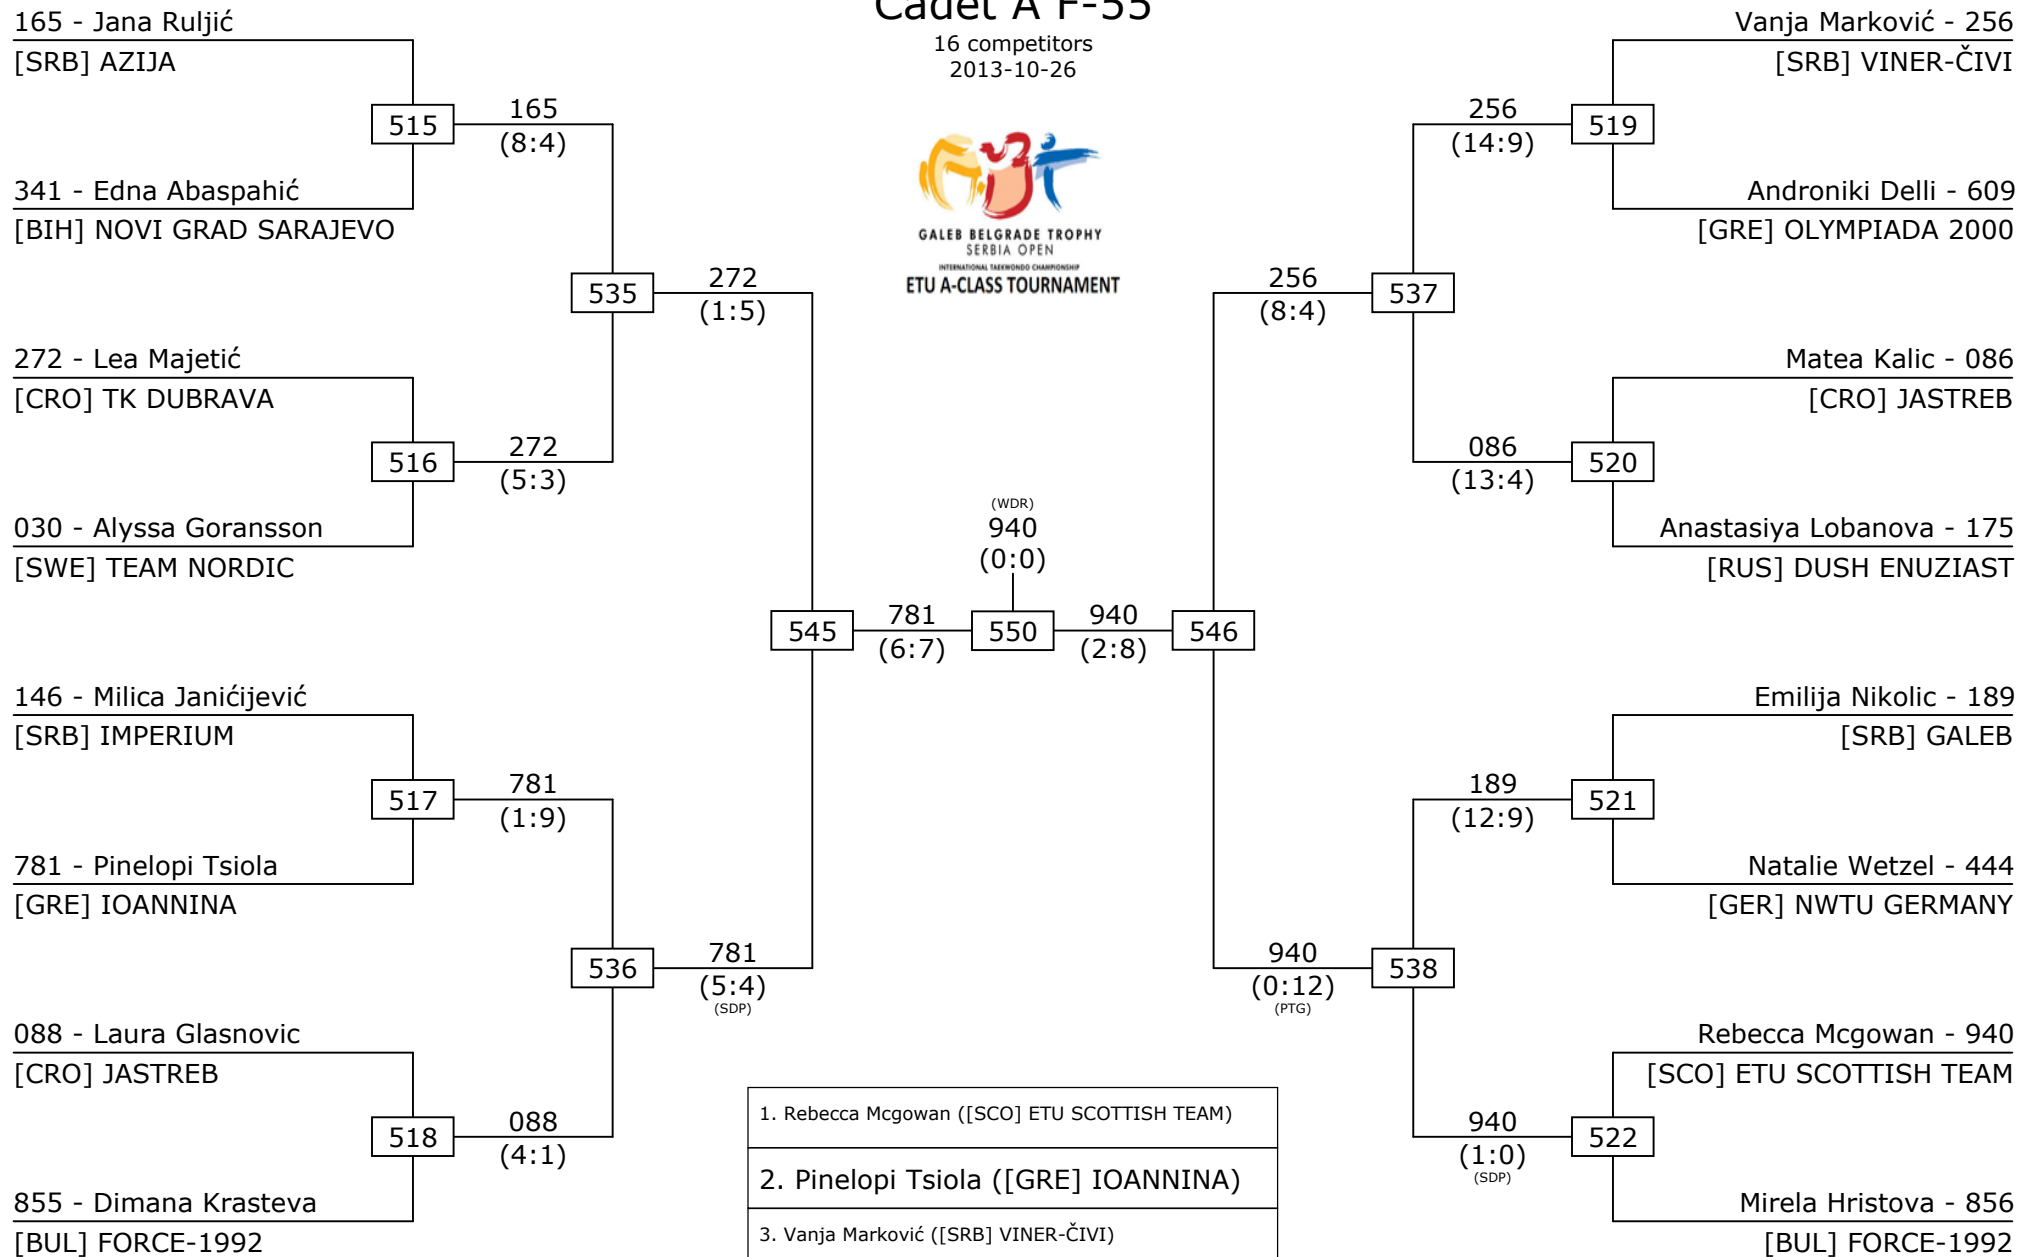 Cadet A F-55
16 competitors
2013-10-26
GALEB BELGRADE TROPHY
SERBIA OPEN
INTERNATIONAL TAEKWONDO CHAMPIONSHIP
ETU A-CLASS TOURNAMENT
165 - Jana Ruljić
[SRB] AZIJA
515
165
(8:4)
341 - Edna Abaspahić
[BIH] NOVI GRAD SARAJEVO
535
272
(1:5)
272 - Lea Majetić
[CRO] TK DUBRAVA
516
272
(5:3)
030 - Alyssa Goransson
[SWE] TEAM NORDIC
545
781
(6:7)
146 - Milica Janićijević
[SRB] IMPERIUM
517
781
(1:9)
781 - Pinelopi Tsiola
[GRE] IOANNINA
536
781
(5:4)
(SDP)
088 - Laura Glasnovic
[CRO] JASTREB
518
088
(4:1)
855 - Dimana Krasteva
[BUL] FORCE-1992
(WDR)
940
(0:0)
550
Vanja Marković - 256
[SRB] VINER-ČIVI
256
(14:9)
519
Androniki Delli - 609
[GRE] OLYMPIADA 2000
256
(8:4)
537
Matea Kalic - 086
[CRO] JASTREB
086
(13:4)
520
Anastasiya Lobanova - 175
[RUS] DUSH ENUZIAST
940
(2:8)
546
Emilija Nikolic - 189
[SRB] GALEB
189
(12:9)
521
Natalie Wetzel - 444
[GER] NWTU GERMANY
940
(0:12)
(PTG)
538
Rebecca Mcgowan - 940
[SCO] ETU SCOTTISH TEAM
940
(1:0)
(SDP)
522
Mirela Hristova - 856
[BUL] FORCE-1992
1. Rebecca Mcgowan ([SCO] ETU SCOTTISH TEAM)
2. Pinelopi Tsiola ([GRE] IOANNINA)
3. Vanja Marković ([SRB] VINER-ČIVI)